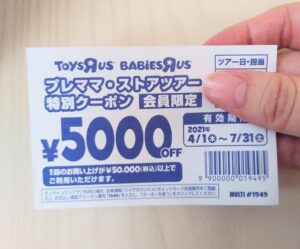 TOYSЯUS BABIESЯUS
プレママ・ストアツアー
特別クーポン 会員限定
ツアー日・担当
¥5000OFF
有効期
2021年
4/1木〜7/31土
1回のお買い上げが¥50,000(税込)以上で
ご利用いただけます。
9900000019495
MULTI #1949